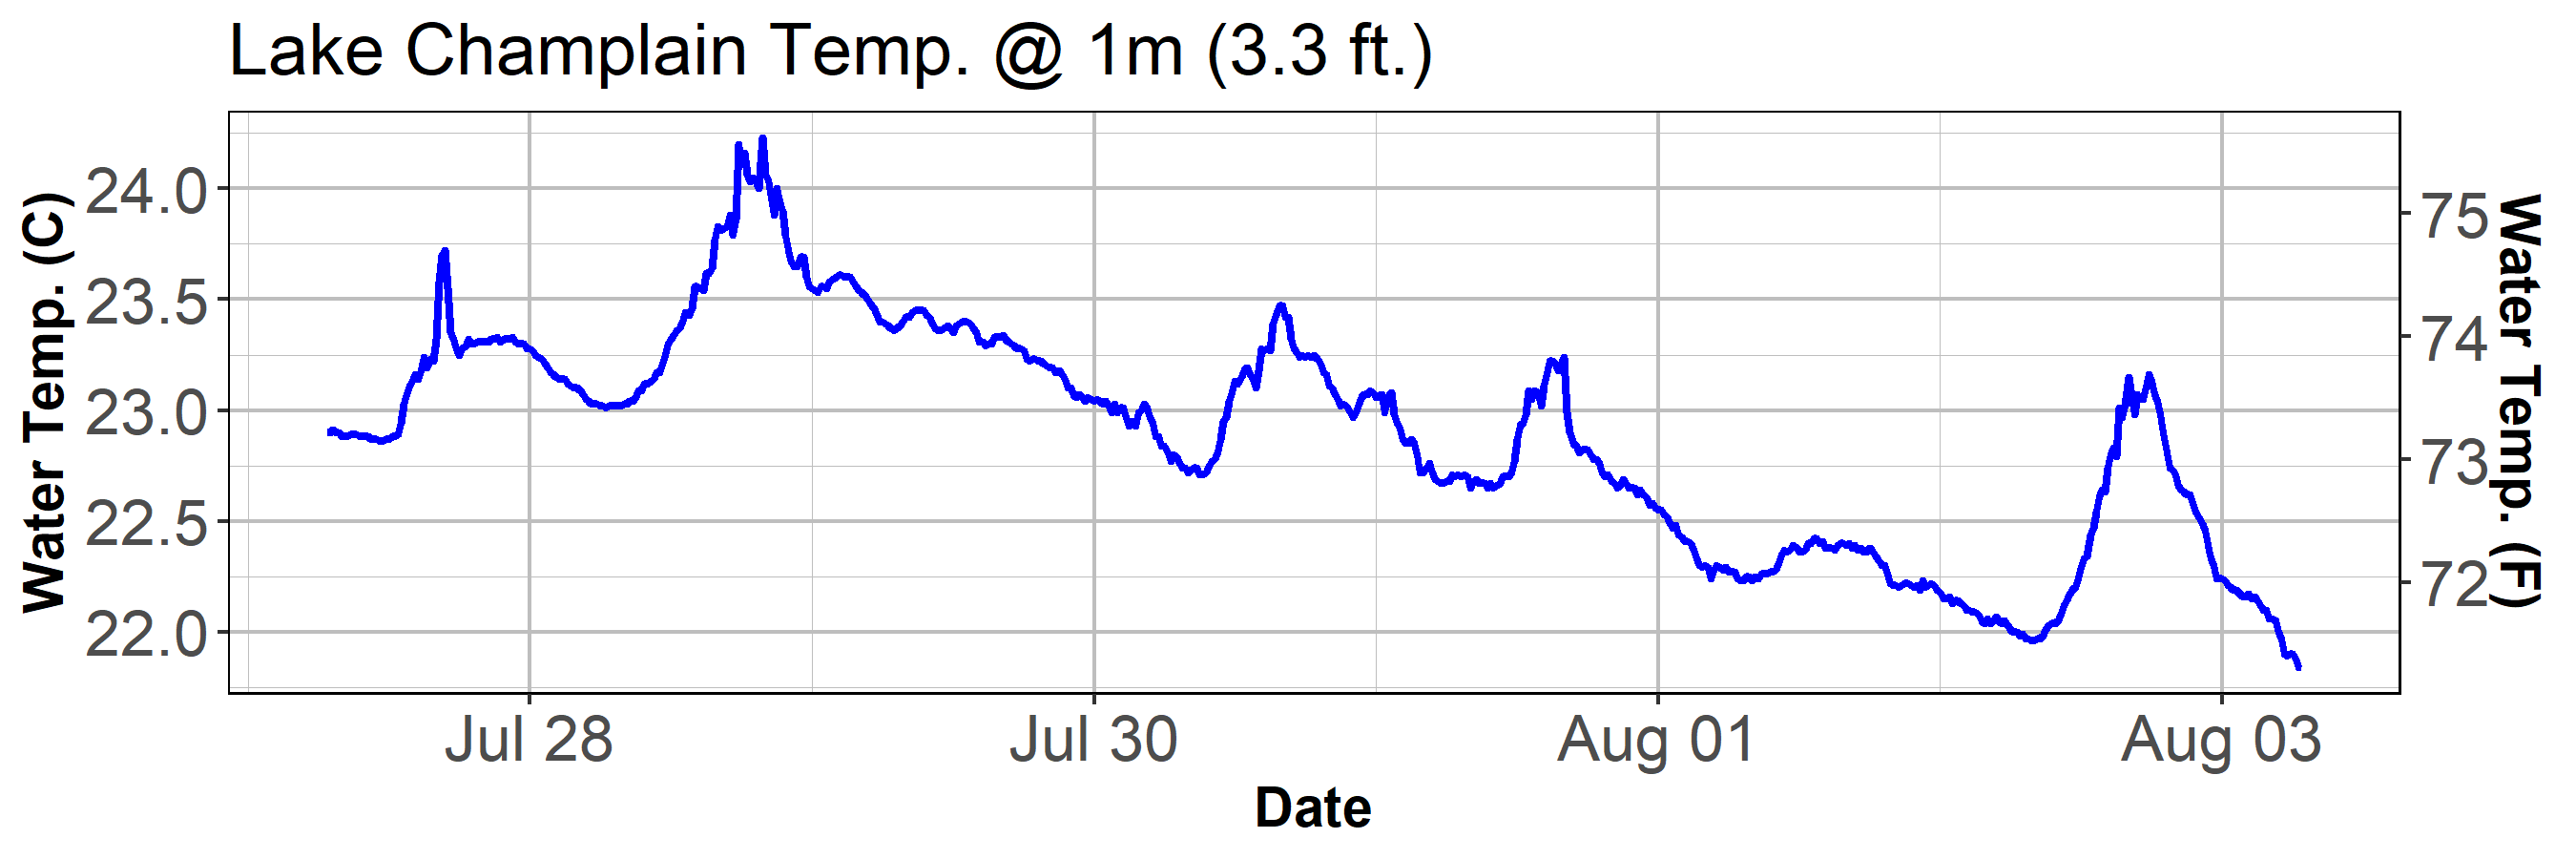 Lake Champlain Temp. @ 1m (3.3 ft.)
Water Temp. (C)
24.0
23.5
23.0
22.5
22.0
75
74
73
72
Water Temp. (F)
Jul 28
Jul 30
Aug 01
Aug 03
Date